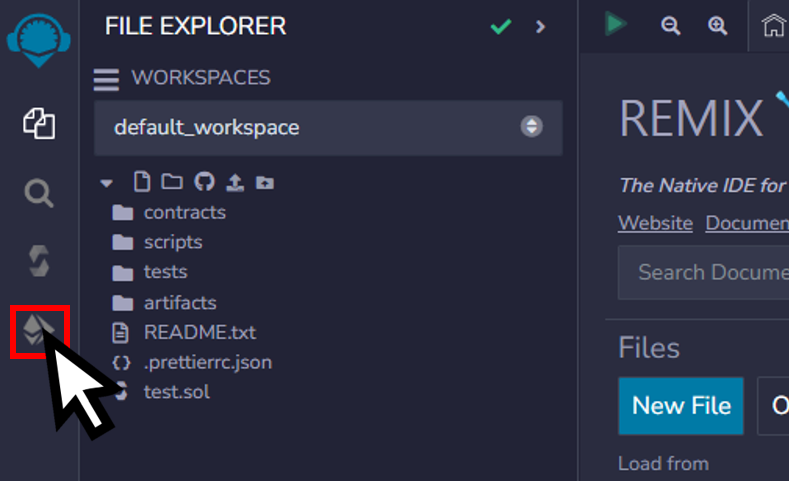 FILE EXPLORER
WORKSPACES
default_workspace
contracts
scripts
tests
artifacts
README.txt
.prettierrc.json
test.sol
REMIX
The Native IDE for
Website Documen
Search Docume
Files
New File O
Load from